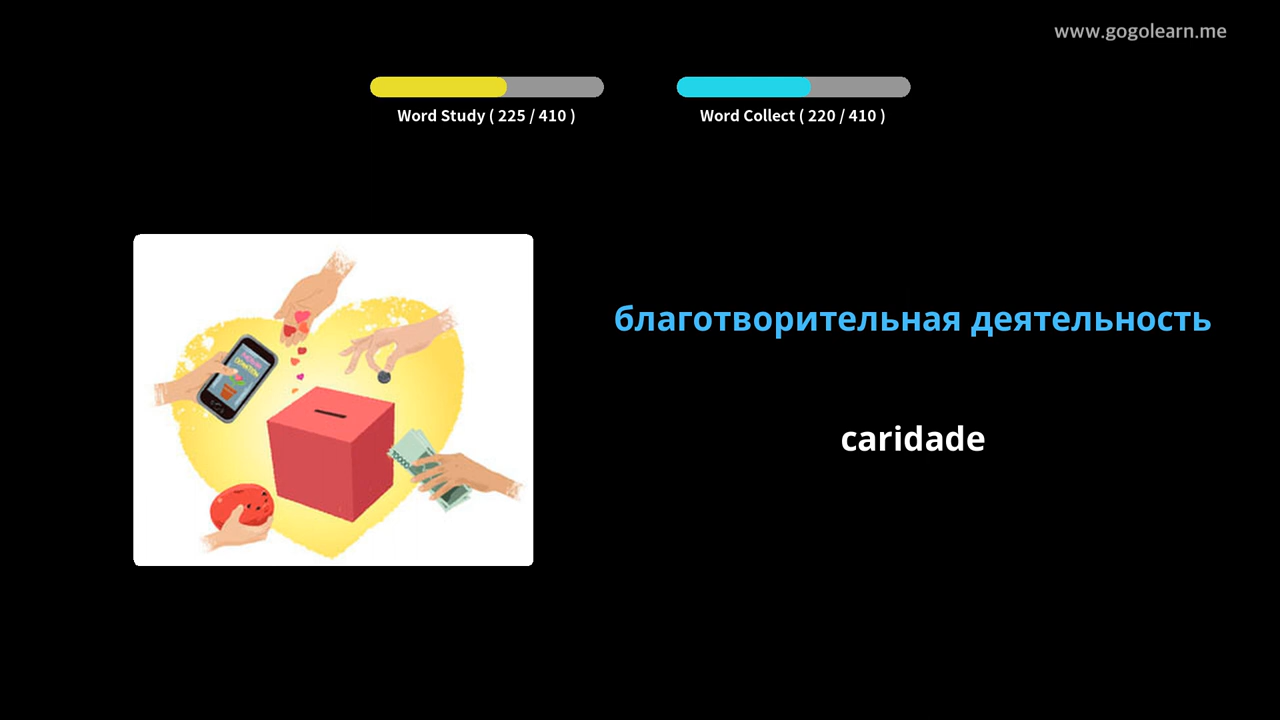 www.gogolearn.me
Word Study ( 225 / 410 )
Word Collect ( 220 / 410 )
благотворительная деятельность
caridade